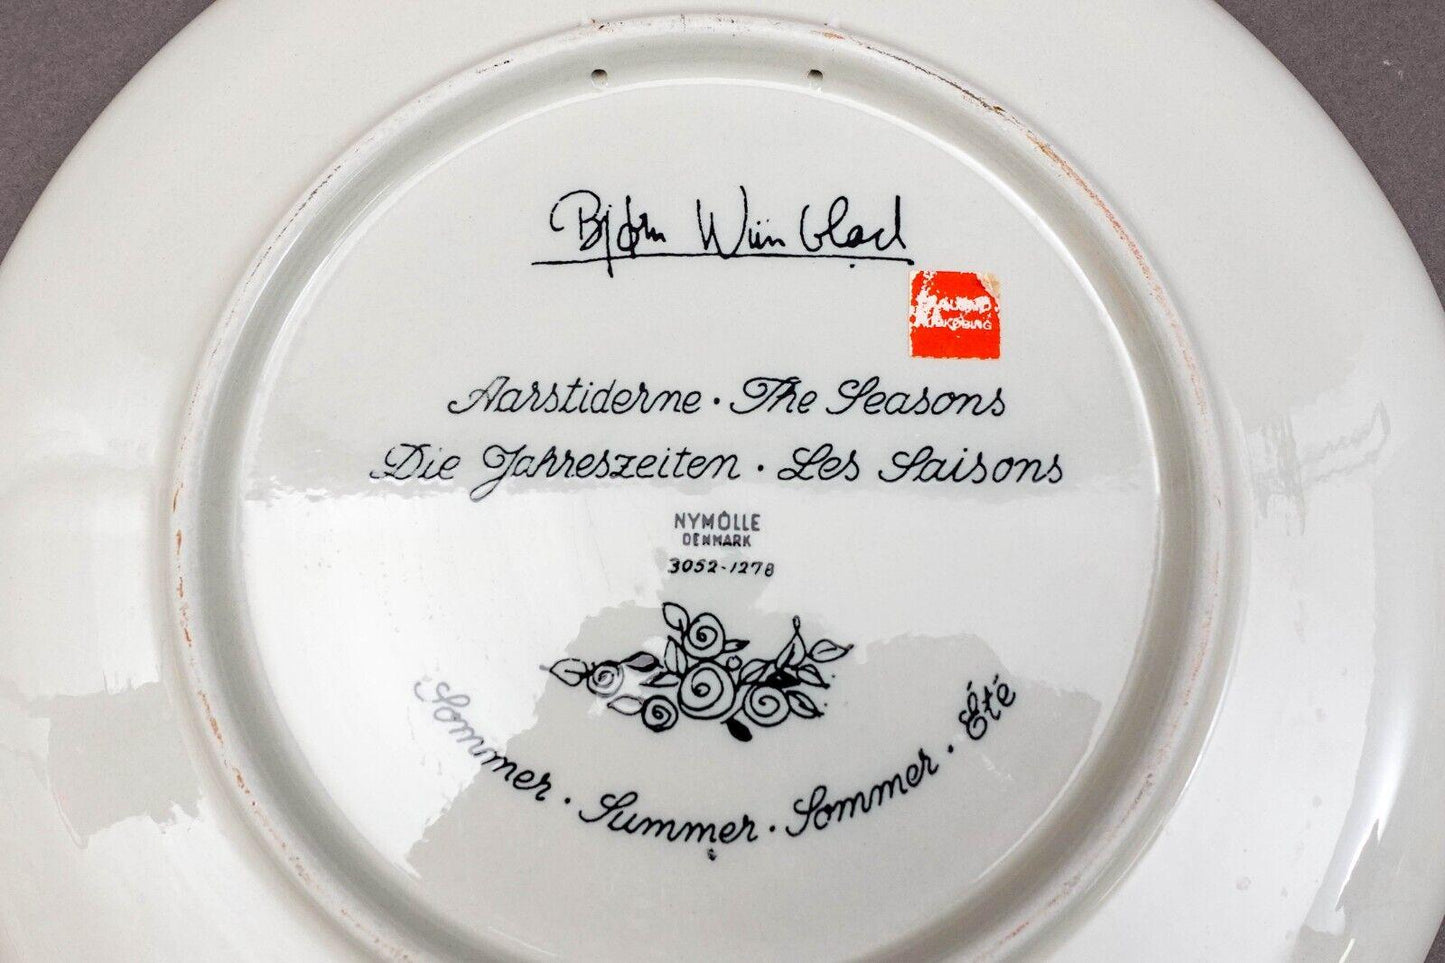 Bjørn Wiinblad
Aarstiderne · The Seasons
Die Jahreszeiten · Les Saisons
NYMÖLLE
DENMARK
3052-1278
Sommer · Summer · Sommer · Été